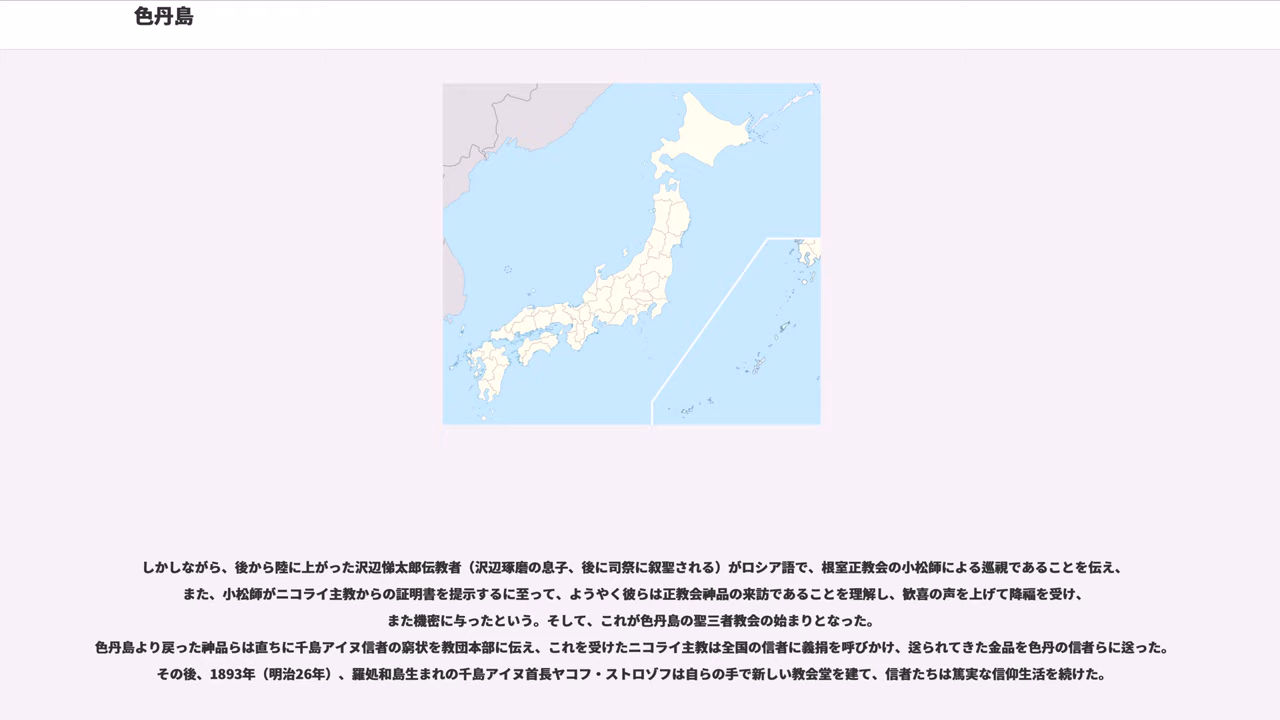 色丹島
しかしながら、後から陸に上がった沢辺悌太郎伝教者（沢辺琢磨の息子、後に司祭に叙聖される）がロシア語で、根室正教会の小松師による巡視であることを伝え、
また、小松師がニコライ主教からの証明書を提示するに至って、ようやく彼らは正教会神品の来訪であることを理解し、歓喜の声を上げて降福を受け、
また機密に与ったという。そして、これが色丹島の聖三者教会の始まりとなった。
色丹島より戻った神品らは直ちに千島アイヌ信者の窮状を教団本部に伝え、これを受けたニコライ主教は全国の信者に義捐を呼びかけ、送られてきた金品を色丹の信者らに送った。
その後、1893年（明治26年）、羅処和島生まれの千島アイヌ首長ヤコフ・ストロゾフは自らの手で新しい教会堂を建て、信者たちは篤実な信仰生活を続けた。